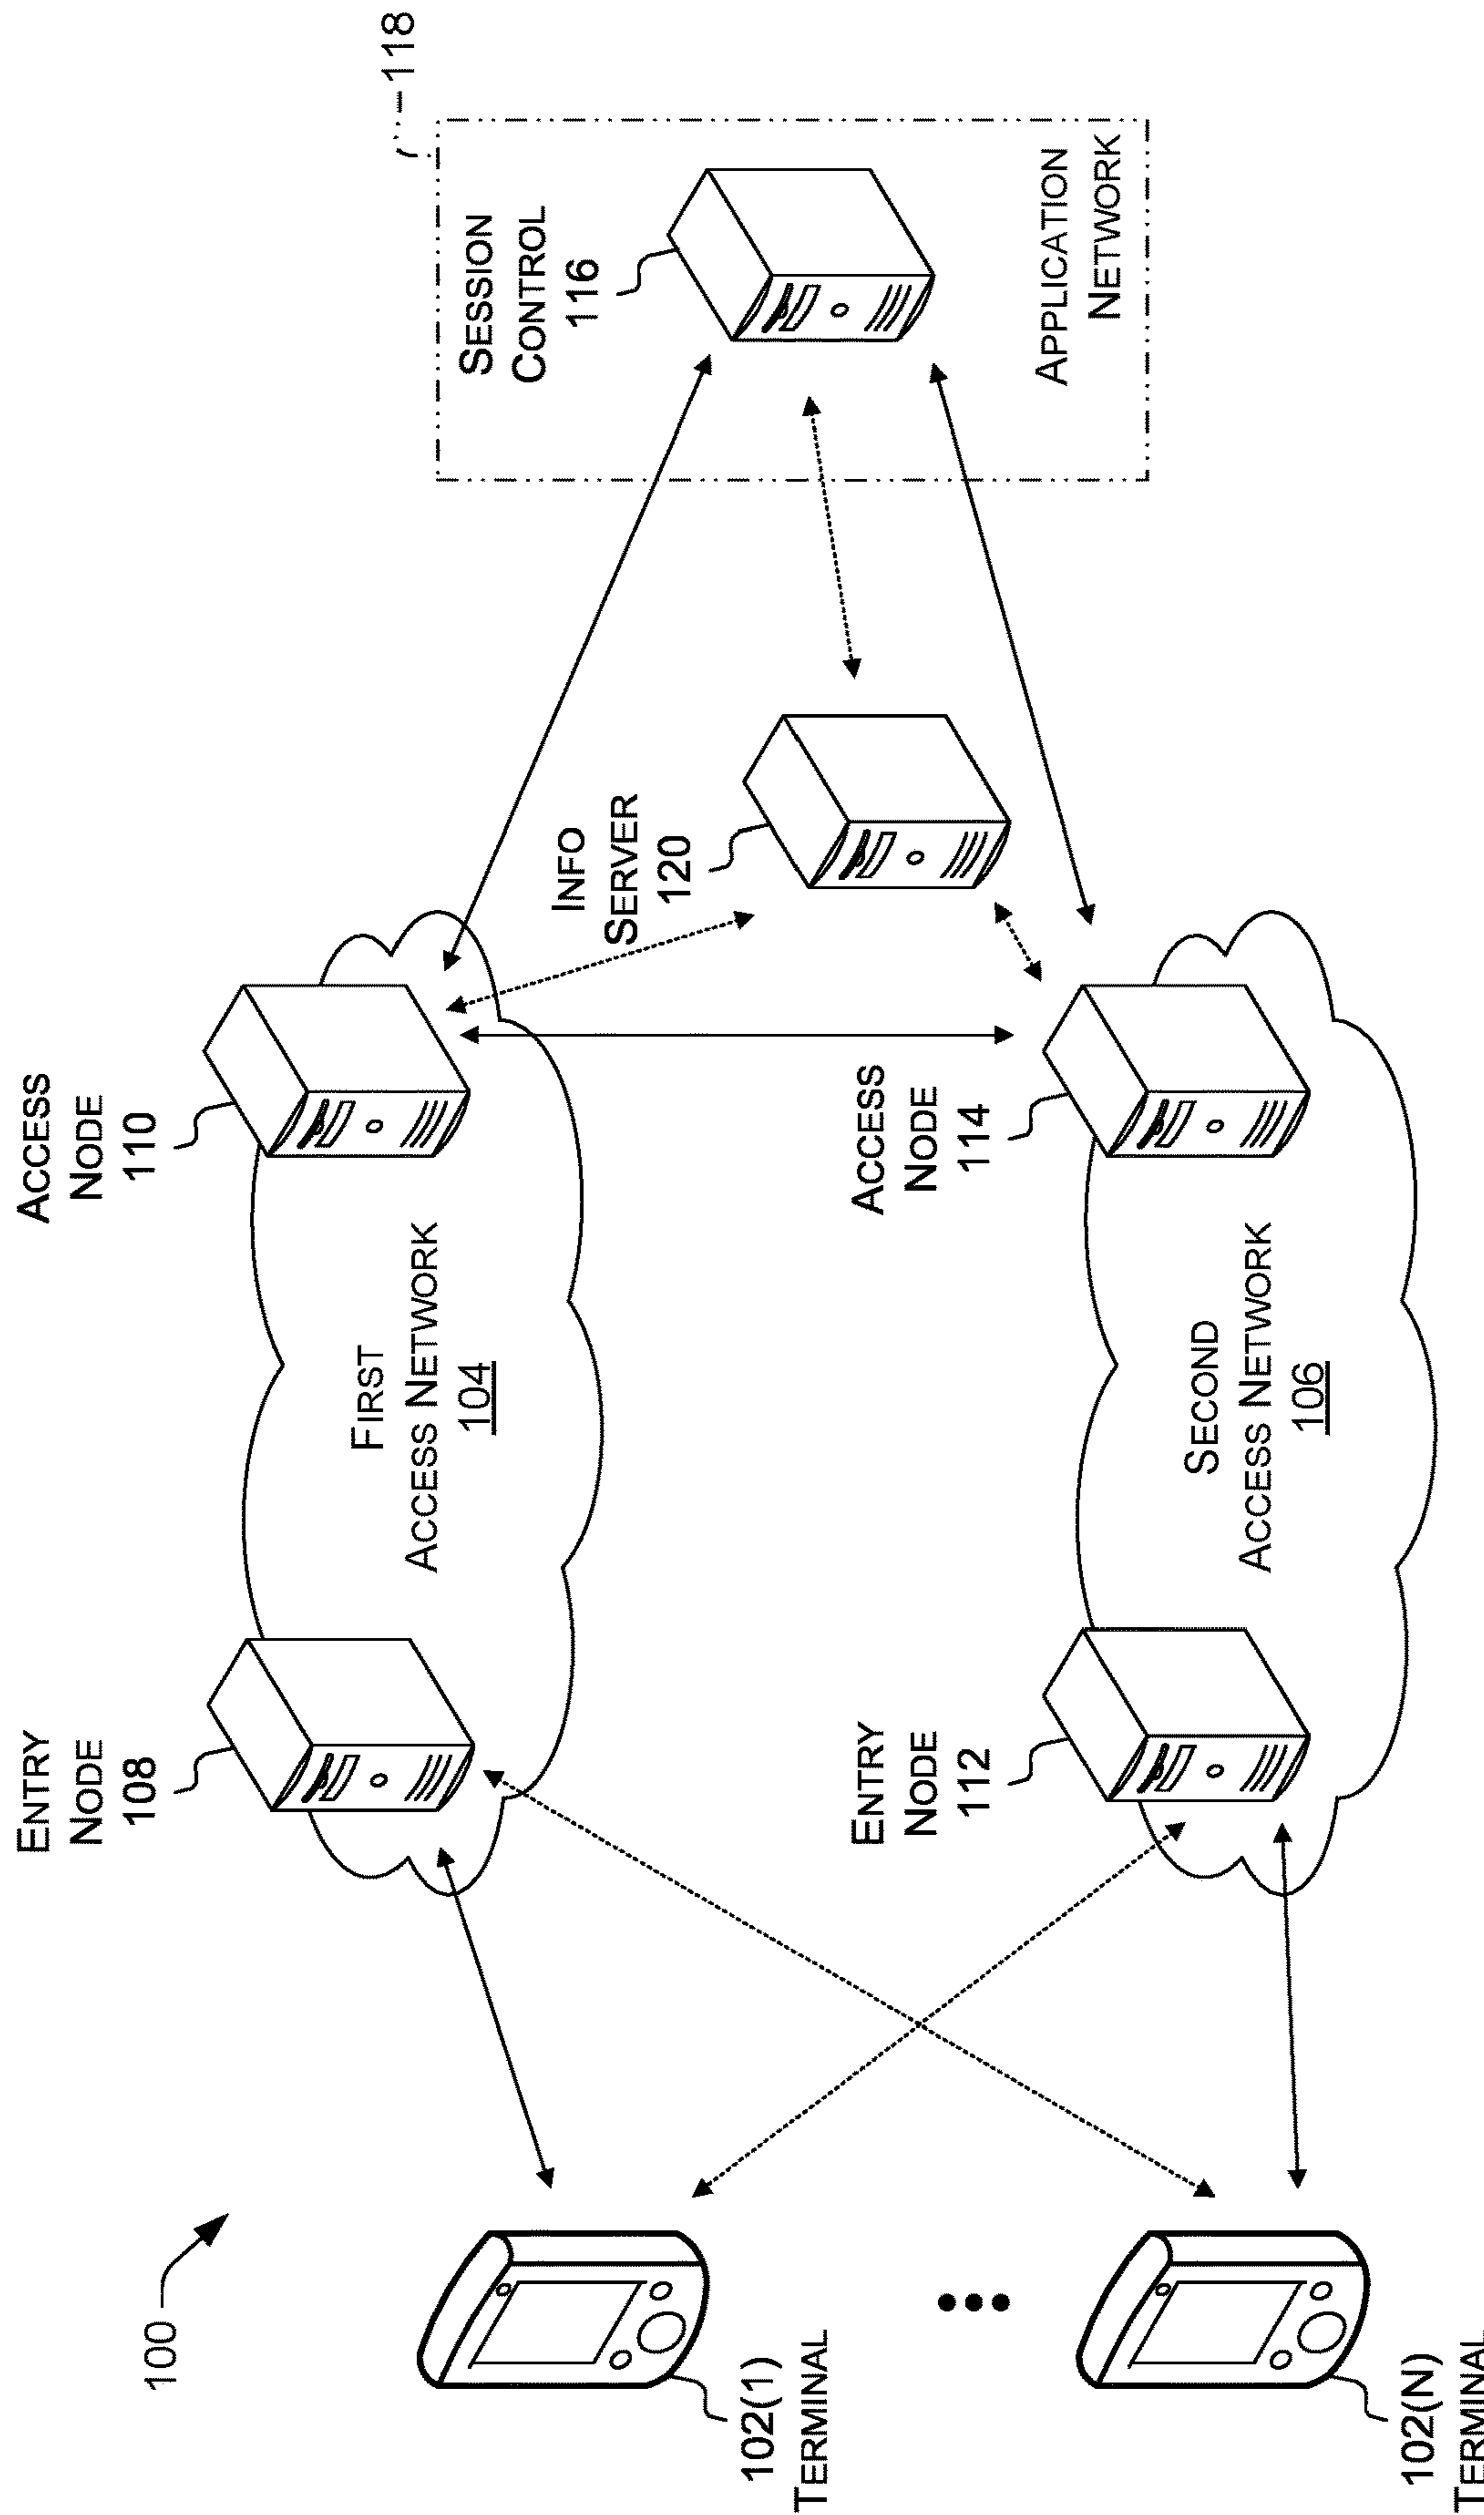 100
ENTRY
NODE
108
ACCESS
NODE
110
FIRST
ACCESS NETWORK
104
118
SESSION
CONTROL
116
INFO
SERVER
120
APPLICATION
NETWORK
102(1)
TERMINAL
ENTRY
NODE
112
ACCESS
NODE
114
SECOND
ACCESS NETWORK
106
102(N)
TERMINAL